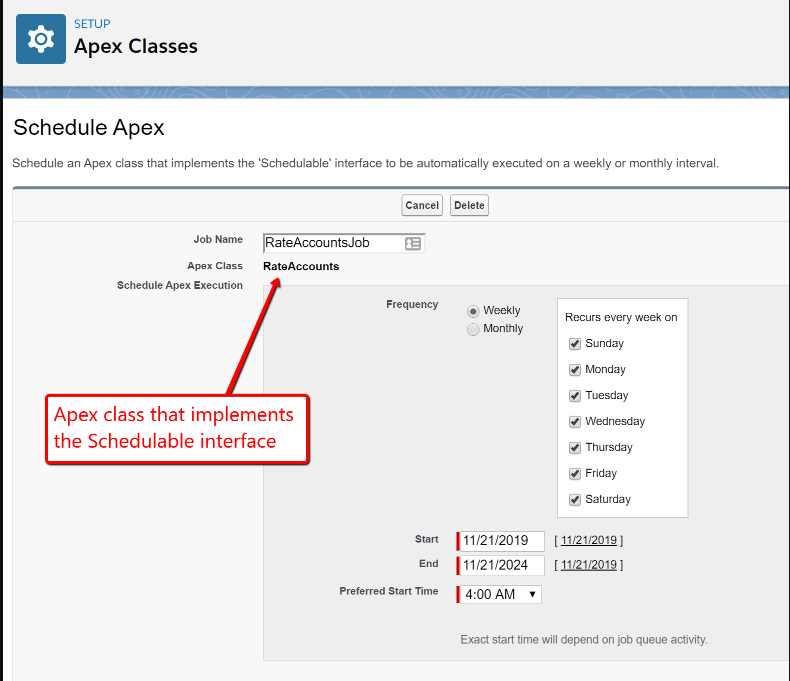 SETUP
Apex Classes
Schedule Apex
Schedule an Apex class that implements the 'Schedulable' interface to be automatically executed on a weekly or monthly interval.
Cancel Delete
Job Name RateAccountsJob
Apex Class RateAccounts
Schedule Apex Execution
Frequency Weekly
Monthly
Recurs every week on
Sunday
Monday
Tuesday
Wednesday
Thursday
Friday
Saturday
Apex class that implements
the Schedulable interface
Start 11/21/2019 [ 11/21/2019 ]
End 11/21/2024 [ 11/21/2019 ]
Preferred Start Time 4:00 AM
Exact start time will depend on job queue activity.